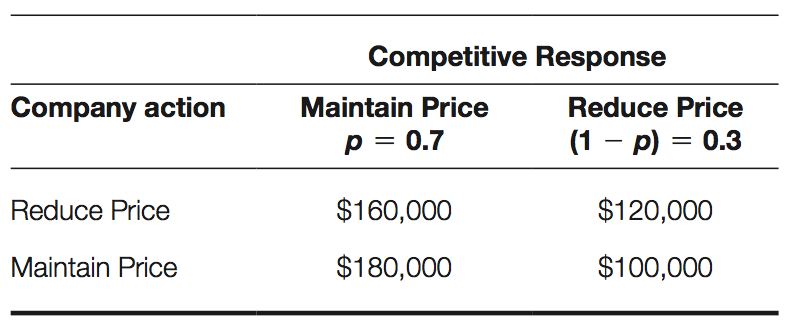 Competitive Response
Company action Maintain Price Reduce Price
p = 0.7 (1 − p) = 0.3
Reduce Price $160,000 $120,000
Maintain Price $180,000 $100,000